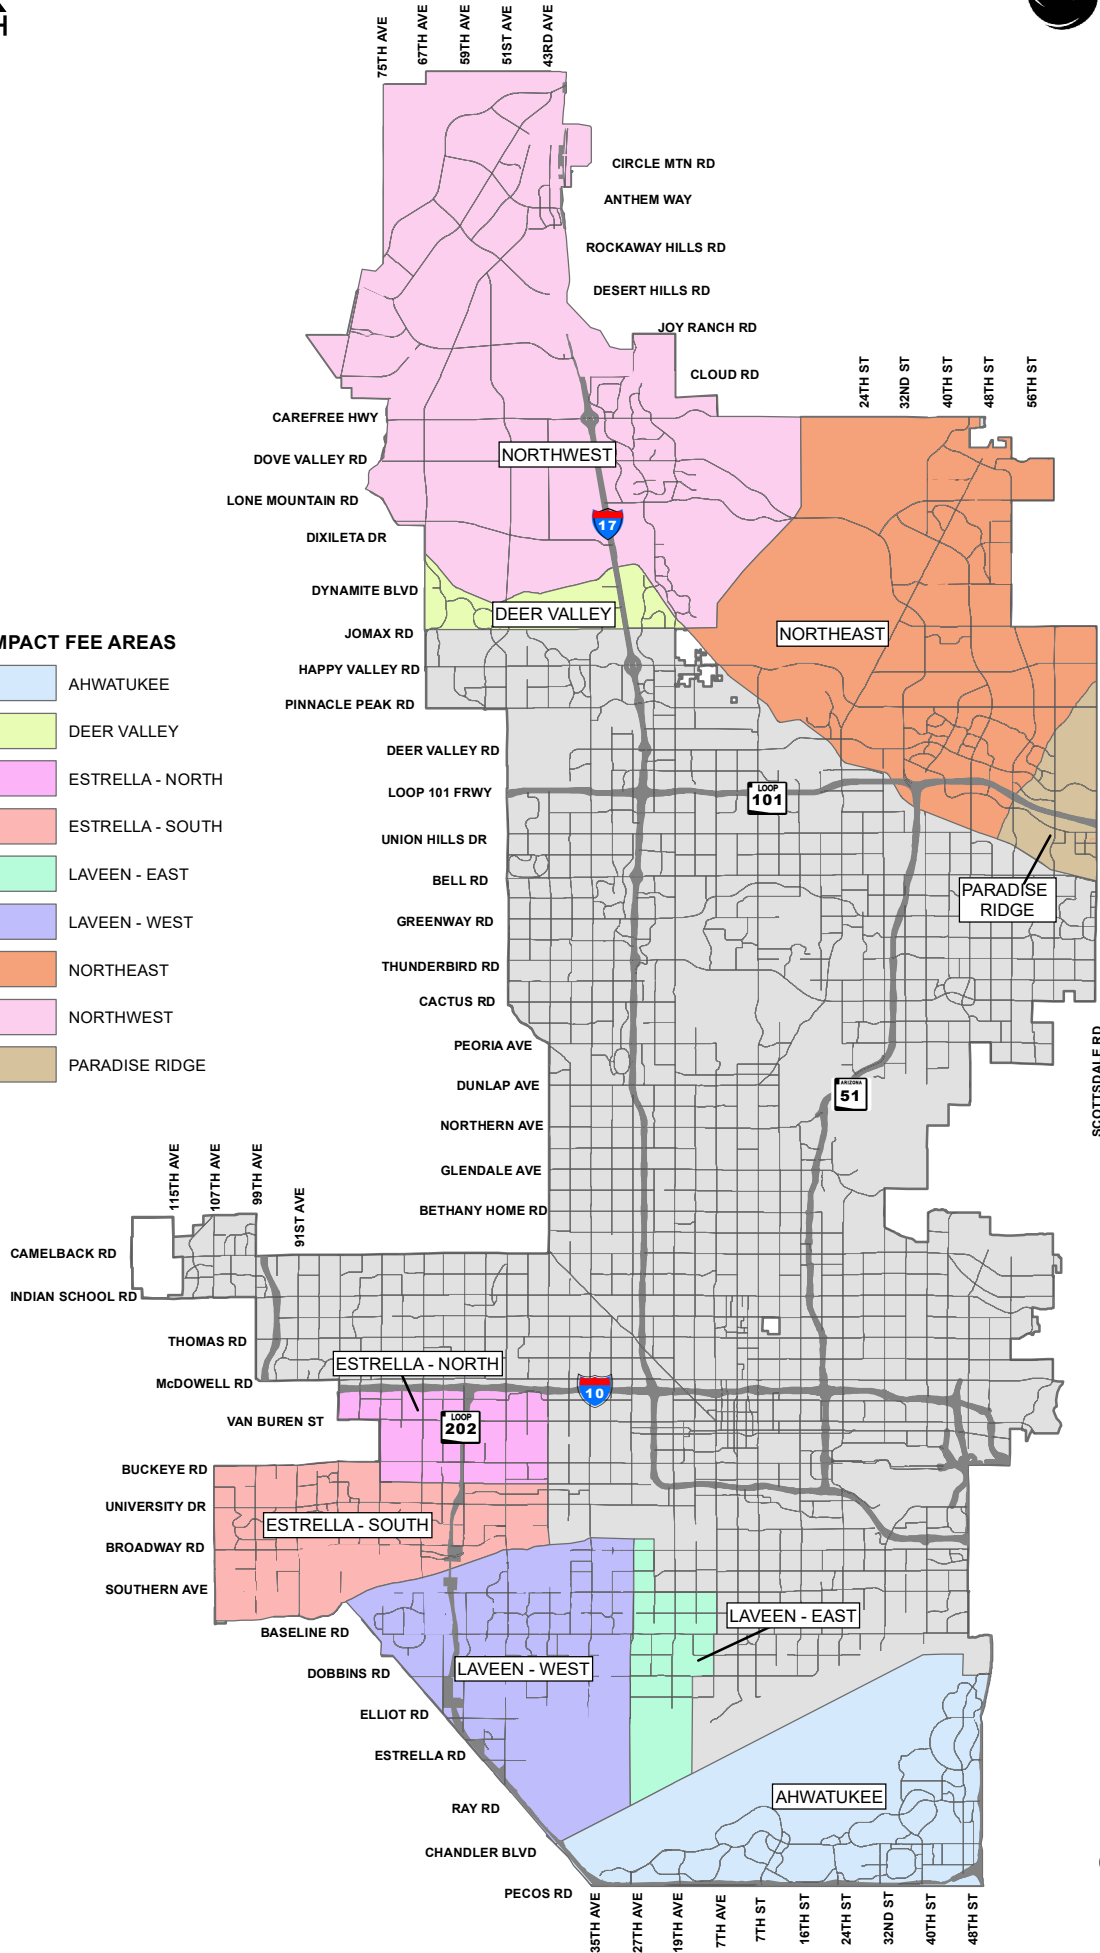 H
75TH AVE
67TH AVE
59TH AVE
51ST AVE
43RD AVE
CIRCLE MTN RD
ANTHEM WAY
ROCKAWAY HILLS RD
DESERT HILLS RD
JOY RANCH RD
CLOUD RD
24TH ST
32ND ST
40TH ST
48TH ST
56TH ST
CAREFREE HWY
NORTHWEST
DOVE VALLEY RD
LONE MOUNTAIN RD
17
DIXILETA DR
DYNAMITE BLVD
DEER VALLEY
JOMAX RD
NORTHEAST
HAPPY VALLEY RD
PINNACLE PEAK RD
DEER VALLEY RD
LOOP 101 FRWY
LOOP
101
UNION HILLS DR
BELL RD
PARADISE
RIDGE
GREENWAY RD
THUNDERBIRD RD
CACTUS RD
PEORIA AVE
DUNLAP AVE
ARIZONA
51
SCOTTSDALE RD
NORTHERN AVE
GLENDALE AVE
BETHANY HOME RD
MPACT FEE AREAS
AHWATUKEE
DEER VALLEY
ESTRELLA - NORTH
ESTRELLA - SOUTH
LAVEEN - EAST
LAVEEN - WEST
NORTHEAST
NORTHWEST
PARADISE RIDGE
115TH AVE
107TH AVE
99TH AVE
91ST AVE
CAMELBACK RD
INDIAN SCHOOL RD
THOMAS RD
ESTRELLA - NORTH
McDOWELL RD
10
VAN BUREN ST
LOOP
202
BUCKEYE RD
UNIVERSITY DR
ESTRELLA - SOUTH
BROADWAY RD
SOUTHERN AVE
LAVEEN - EAST
BASELINE RD
LAVEEN - WEST
DOBBINS RD
ELLIOT RD
ESTRELLA RD
AHWATUKEE
RAY RD
CHANDLER BLVD
PECOS RD
35TH AVE
27TH AVE
19TH AVE
7TH AVE
7TH ST
16TH ST
24TH ST
32ND ST
40TH ST
48TH ST